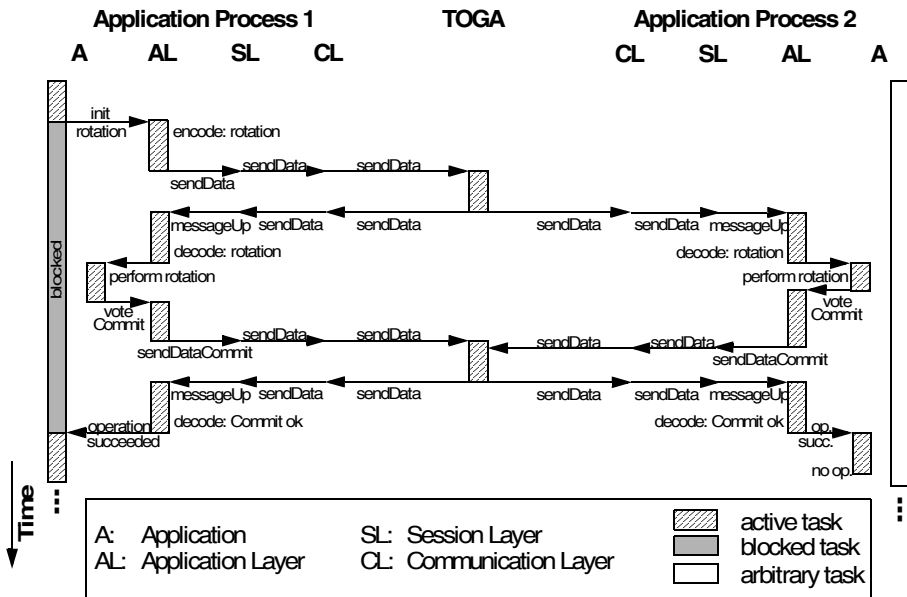 Application Process 1 TOGA Application Process 2
A AL SL CL CL SL AL A
init
rotation
encode: rotation
sendData sendData
sendData
messageUp sendData sendData sendData sendData messageUp
decode: rotation decode: rotation
perform rotation perform rotation
blocked
vote
Commit
vote
Commit
sendData sendData sendData sendData
sendDataCommit sendDataCommit
messageUp sendData sendData sendData sendData messageUp
decode: Commit ok decode: Commit ok
operation
succeeded
op.
succ.
no op.
Time
...
...
A: Application SL: Session Layer active task
AL: Application Layer CL: Communication Layer blocked task
arbitrary task